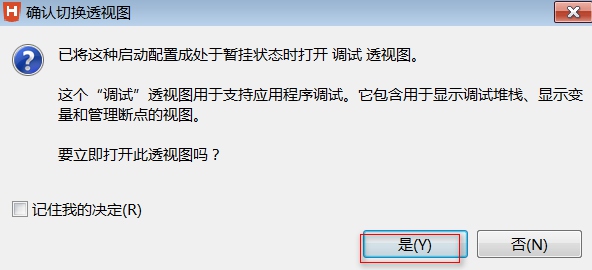 确认切换透视图
已将这种启动配置成处于暂挂状态时打开 调试 透视图。
这个“调试”透视图用于支持应用程序调试。它包含用于显示调试堆栈、显示变
量和管理断点的视图。
要立即打开此透视图吗？
记住我的决定(R)
是(Y) 否(N)